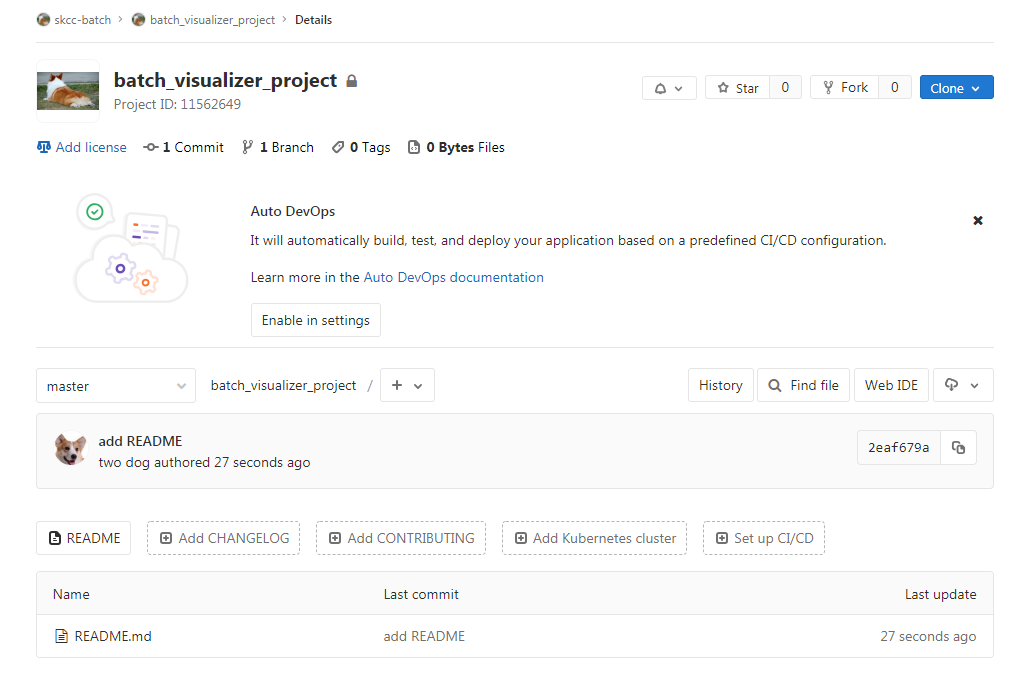 skcc-batch > batch_visualizer_project > Details
batch_visualizer_project
Project ID: 11562649
Star 0 Fork 0 Clone
Add license 1 Commit 1 Branch 0 Tags 0 Bytes Files
Auto DevOps
It will automatically build, test, and deploy your application based on a predefined CI/CD configuration.
Learn more in the Auto DevOps documentation
Enable in settings
master batch_visualizer_project / + History Find file Web IDE
add README
two dog authored 27 seconds ago
2eaf679a
README Add CHANGELOG Add CONTRIBUTING Add Kubernetes cluster Set up CI/CD
Name Last commit Last update
README.md add README 27 seconds ago